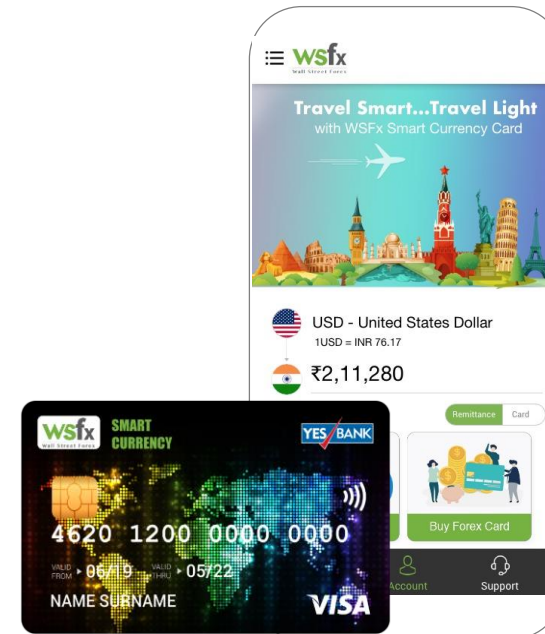 wsfx
Wall Street Forex
Travel Smart...Travel Light
with WSFx Smart Currency Card
USD - United States Dollar
1USD = INR 76.17
₹2,11,280
Remittance Card
Buy Forex Card
Account
Support
wsfx
Wall Street Forex
SMART
CURRENCY
YES BANK
4620 1200 0000 0000
VALID
FROM ▸ 06/19 VALID
THRU ▸ 05/22
NAME SURNAME
VISA